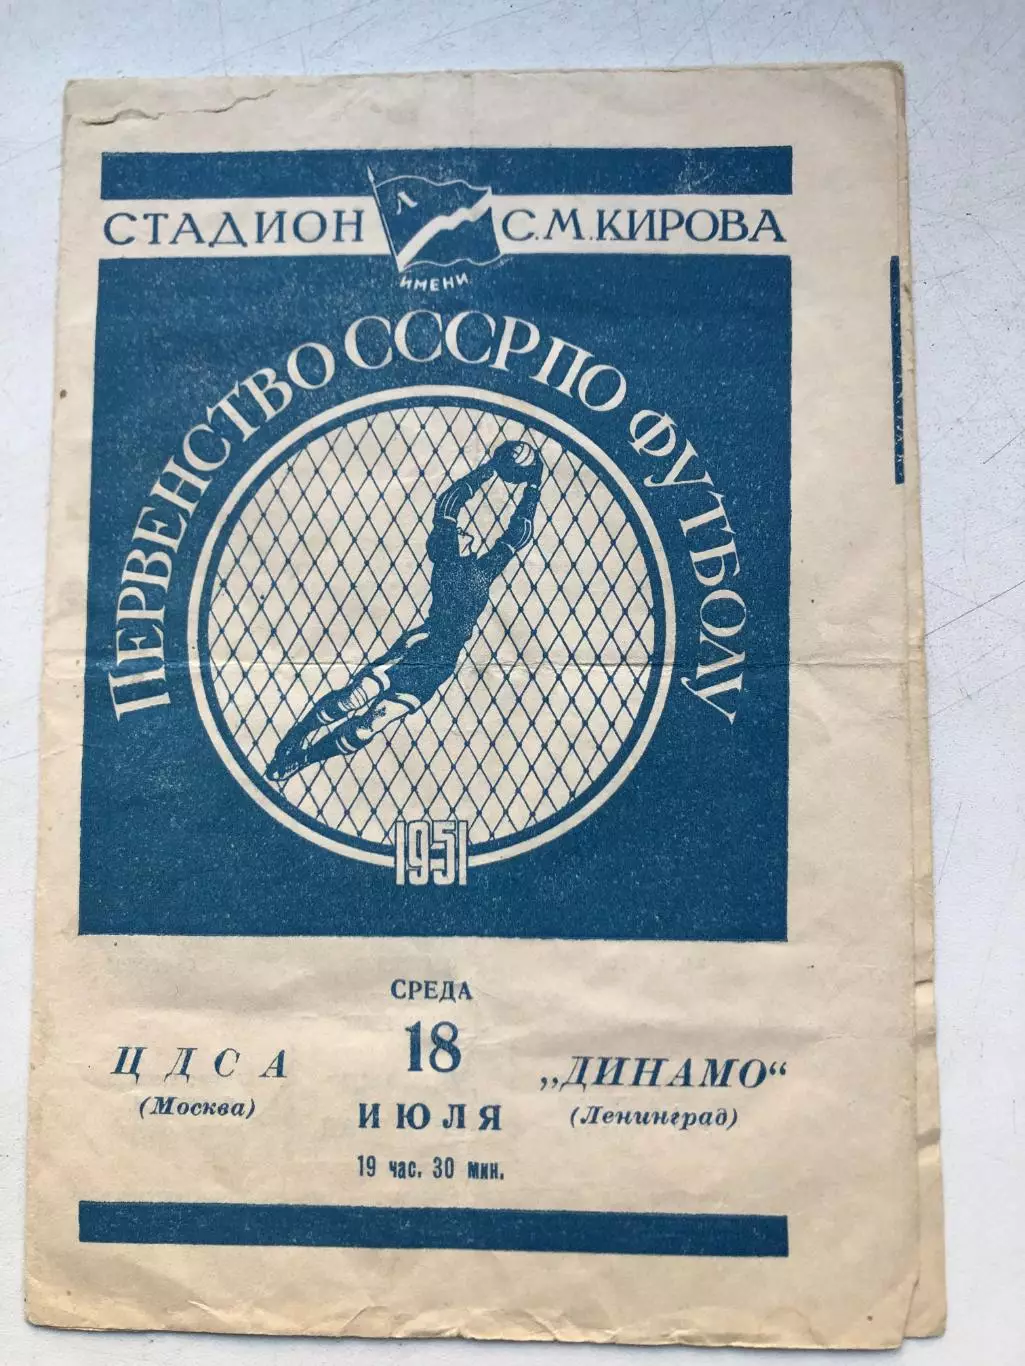 СТАДИОН
Л
ИМЕНИ
С.М.КИРОВА
ПЕРВЕНСТВО СССР ПО ФУТБОЛУ
1951
СРЕДА
18
ИЮЛЯ
19 час. 30 мин.
ЦДСА
(Москва)
„ДИНАМО“
(Ленинград)